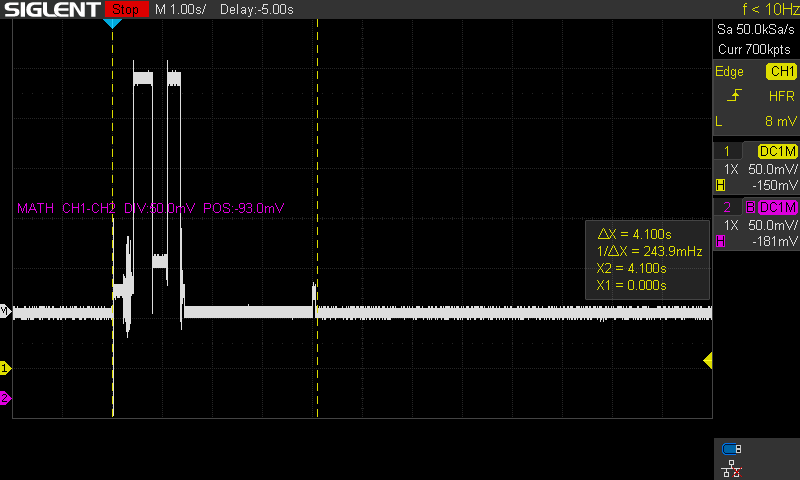 SIGLENT Stop M 1.00s/ Delay:-5.00s f < 10Hz
Sa 50.0kSa/s
Curr 700kpts
Edge CH1
HFR
L 8 mV
1 DC1M
1X 50.0mV/
H -150mV
2 B DC1M
1X 50.0mV/
H -181mV
MATH CH1-CH2 DIV:50.0mV POS:-93.0mV
ΔX = 4.100s
1/ΔX = 243.9mHz
X2 = 4.100s
X1 = 0.000s
M
1
2